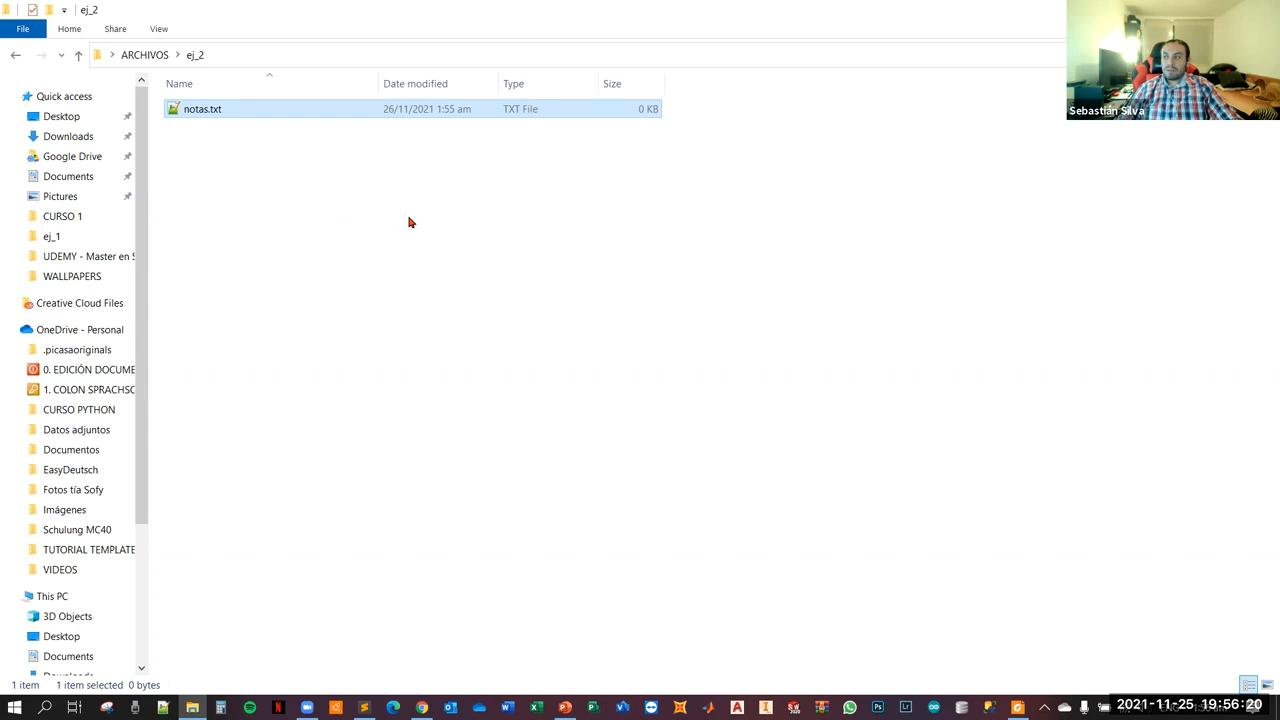 ej_2
File Home Share View
ARCHIVOS ej_2
Name Date modified Type Size
notas.txt 26/11/2021 1:55 am TXT File 0 KB
Sebastián Silva
Quick access
Desktop
Downloads
Google Drive
Documents
Pictures
CURSO 1
ej_1
UDEMY - Master en S
WALLPAPERS
Creative Cloud Files
OneDrive - Personal
.picasaoriginals
0. EDICIÓN DOCUME
1. COLON SPRACHSC
CURSO PYTHON
Datos adjuntos
Documentos
EasyDeutsch
Fotos tía Sofy
Imágenes
Schulung MC40
TUTORIAL TEMPLATE
VIDEOS
This PC
3D Objects
Desktop
Documents
1 item 1 item selected 0 bytes
2021-11-25 19:56:20